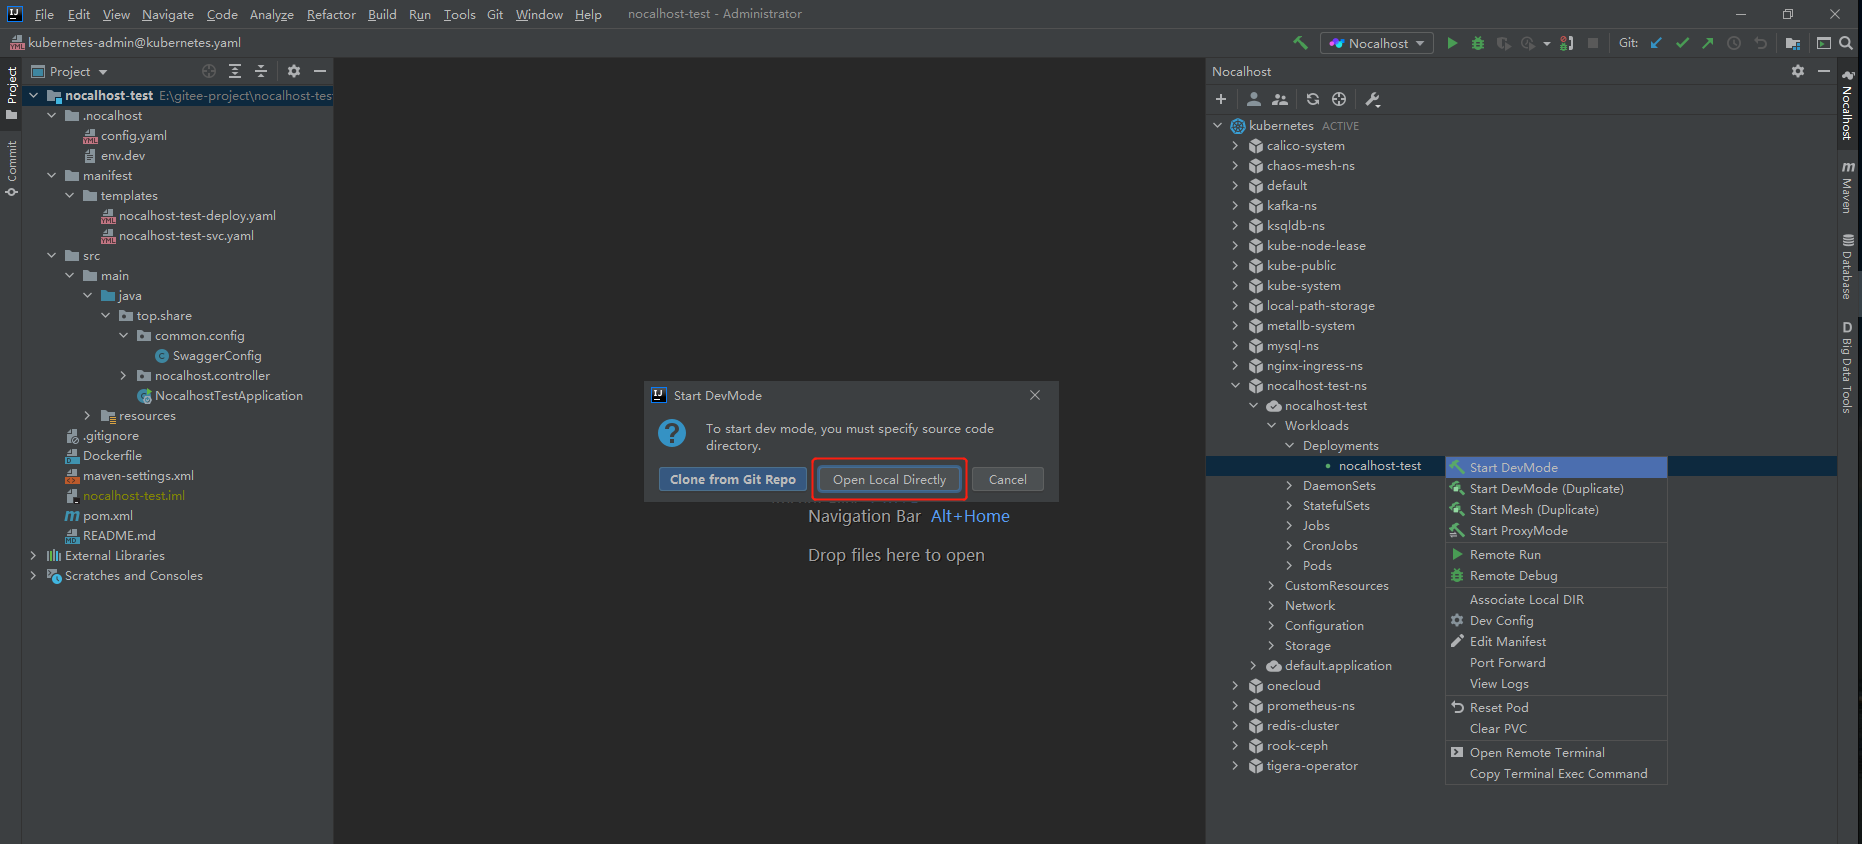 File Edit View Navigate Code Analyze Refactor Build Run Tools Git Window Help nocalhost-test - Administrator
kubernetes-admin@kubernetes.yaml
Nocalhost
Git:
Project
Commit
Project
nocalhost-test E:\gitee-project\nocalhost-tes
.nocalhost
config.yaml
env.dev
manifest
templates
nocalhost-test-deploy.yaml
nocalhost-test-svc.yaml
src
main
java
top.share
common.config
SwaggerConfig
nocalhost.controller
NocalhostTestApplication
resources
.gitignore
Dockerfile
maven-settings.xml
nocalhost-test.iml
pom.xml
README.md
External Libraries
Scratches and Consoles
Start DevMode
To start dev mode, you must specify source code
directory.
Clone from Git Repo
Open Local Directly
Cancel
Navigation Bar Alt+Home
Drop files here to open
Nocalhost
kubernetes ACTIVE
calico-system
chaos-mesh-ns
default
kafka-ns
ksqldb-ns
kube-node-lease
kube-public
kube-system
local-path-storage
metallb-system
mysql-ns
nginx-ingress-ns
nocalhost-test-ns
nocalhost-test
Workloads
Deployments
nocalhost-test
DaemonSets
StatefulSets
Jobs
CronJobs
Pods
CustomResources
Network
Configuration
Storage
default.application
onecloud
prometheus-ns
redis-cluster
rook-ceph
tigera-operator
Start DevMode
Start DevMode (Duplicate)
Start Mesh (Duplicate)
Start ProxyMode
Remote Run
Remote Debug
Associate Local DIR
Dev Config
Edit Manifest
Port Forward
View Logs
Reset Pod
Clear PVC
Open Remote Terminal
Copy Terminal Exec Command
Nocalhost
Maven
Database
Big Data Tools